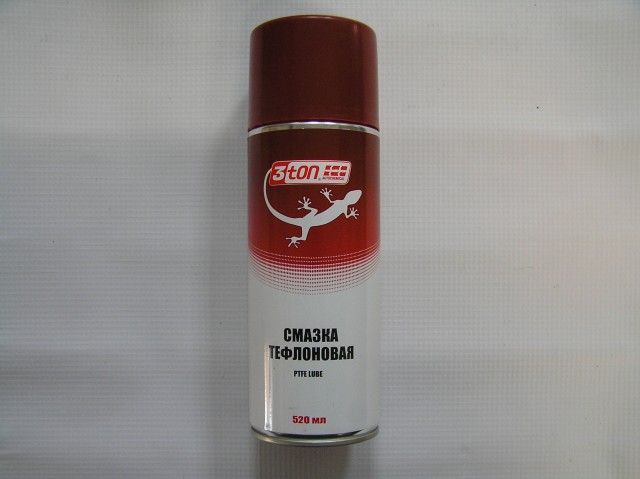 3ton
СМАЗКА
ТЕФЛОНОВАЯ
PTFE LUBE
520 мл